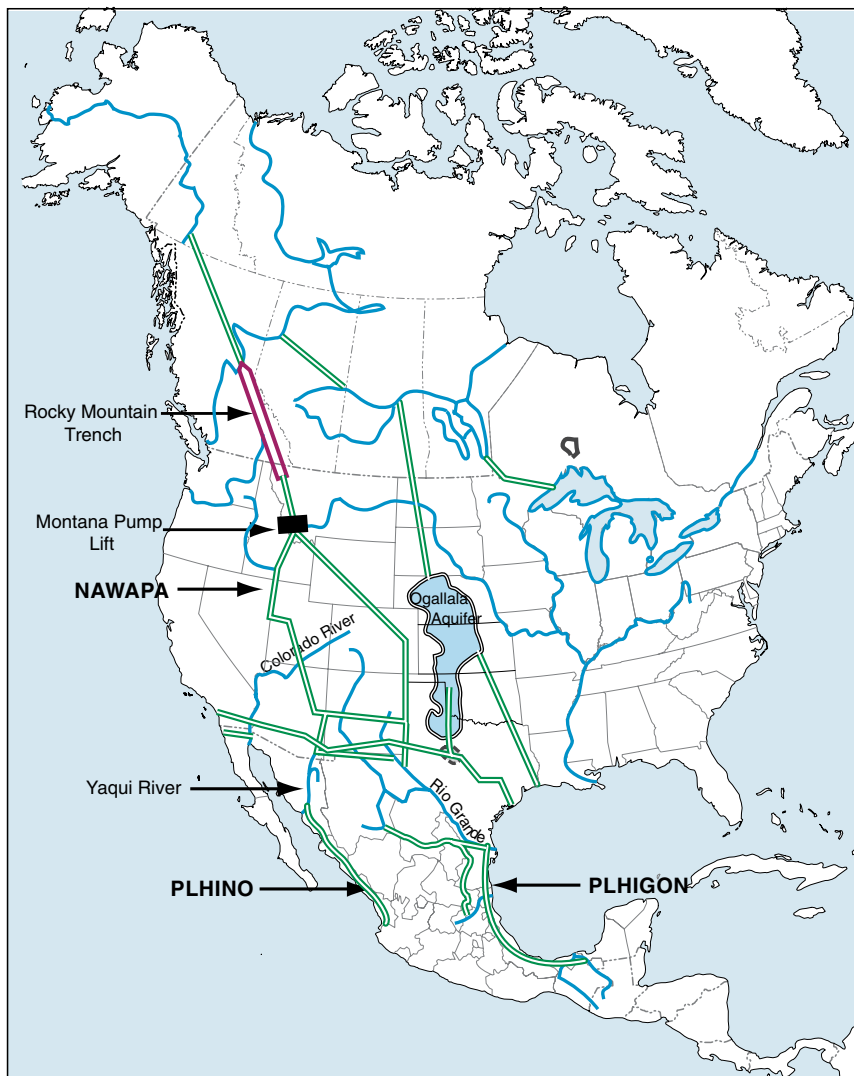 Rocky Mountain
Trench
Montana Pump
Lift
NAWAPA
Ogallala
Aquifer
Colorado River
Yaqui River
Rio Grande
PLHINO
PLHIGON